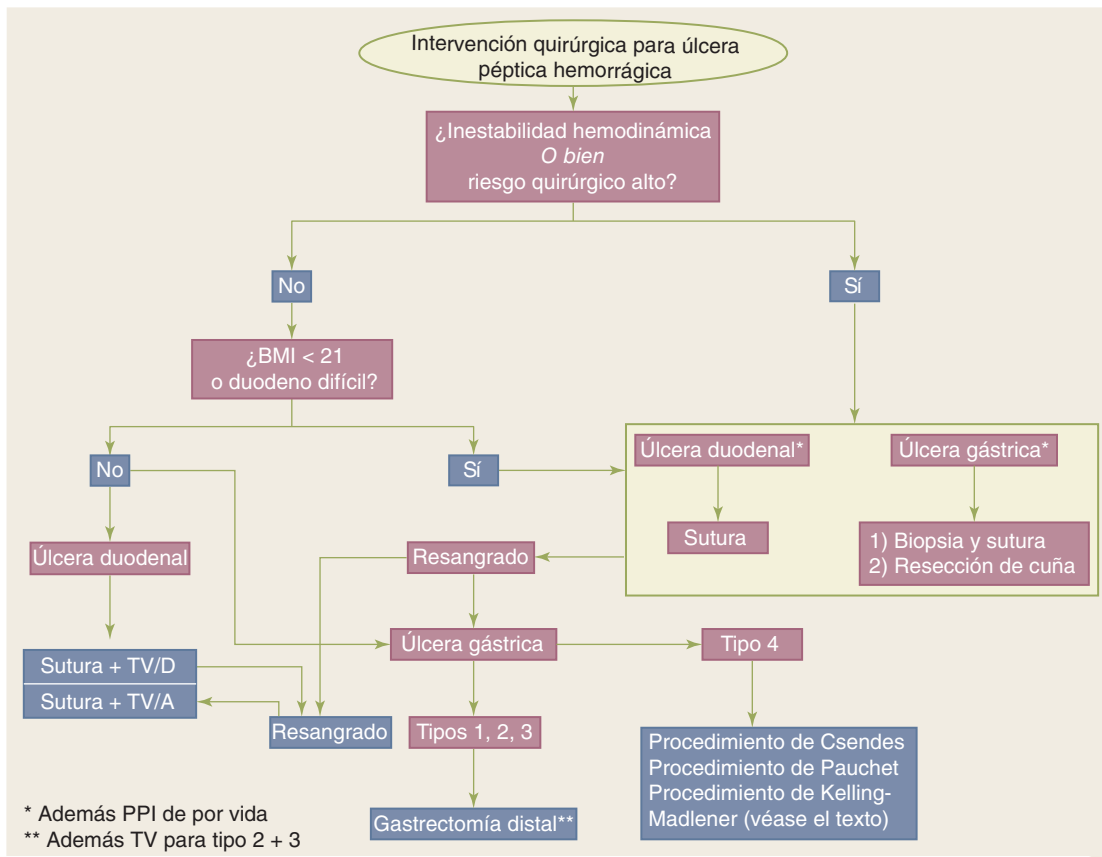 Intervención quirúrgica para úlcera
péptica hemorrágica
¿Inestabilidad hemodinámica
O bien
riesgo quirúrgico alto?
No
Sí
¿BMI < 21
o duodeno difícil?
No
Sí
Úlcera duodenal*
Úlcera gástrica*
Sutura
1) Biopsia y sutura
2) Resección de cuña
Úlcera duodenal
Resangrado
Úlcera gástrica
Tipo 4
Sutura + TV/D
Sutura + TV/A
Resangrado
Tipos 1, 2, 3
Procedimiento de Csendes
Procedimiento de Pauchet
Procedimiento de Kelling-
Madlener (véase el texto)
Gastrectomía distal**
* Además PPI de por vida
** Además TV para tipo 2 + 3